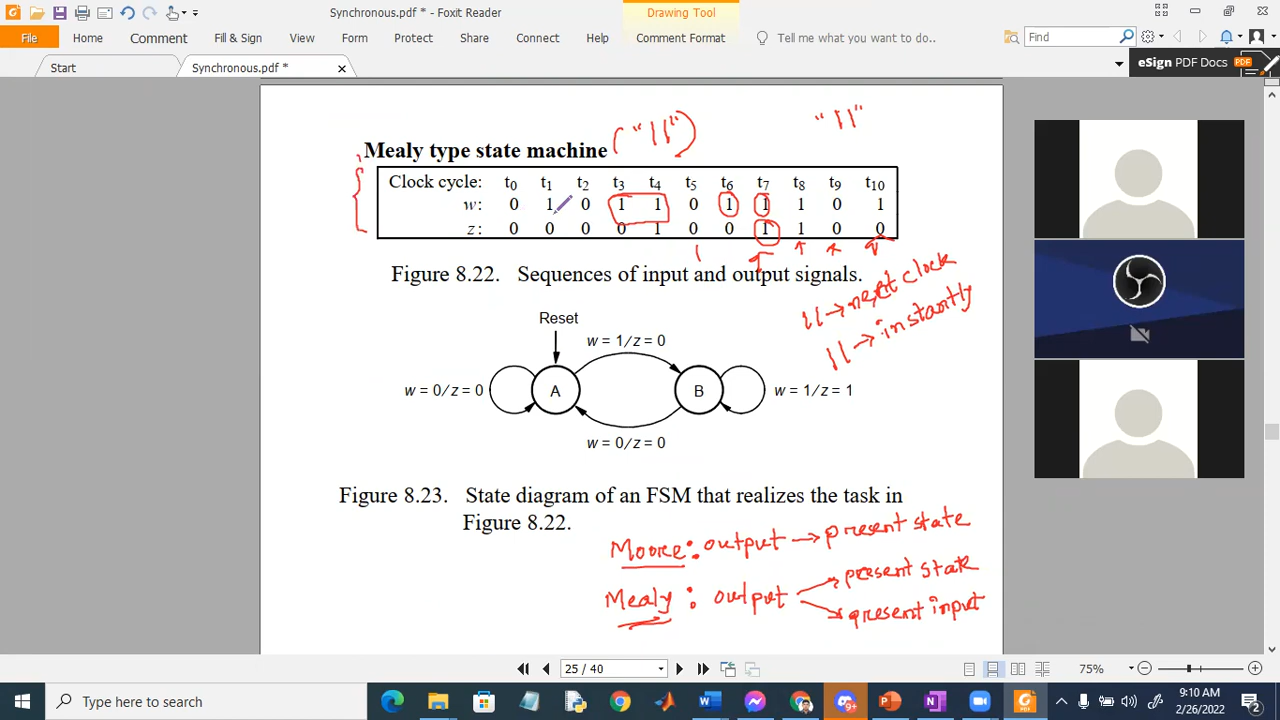 Synchronous.pdf * - Foxit Reader
Drawing Tool
File Home Comment Fill & Sign View Form Protect Share Connect Help Comment Format Tell me what you want to do.. Find
Start Synchronous.pdf * eSign PDF Docs PDF
("11") "11"
Mealy type state machine
Clock cycle: t0 t1 t2 t3 t4 t5 t6 t7 t8 t9 t10
w: 0 1 0 1 1 0 1 1 1 0 1
z: 0 0 0 0 1 0 0 1 1 0 0
Figure 8.22. Sequences of input and output signals.
11 → next clock
11 → instantly
Reset
w = 1/z = 0
w = 0/z = 0 A B w = 1/z = 1
w = 0/z = 0
Figure 8.23. State diagram of an FSM that realizes the task in
Figure 8.22.
Moore: output → present state
Mealy: output → present state
→ present input
25 / 40 75%
Type here to search
9:10 AM
2/26/2022
9+
2